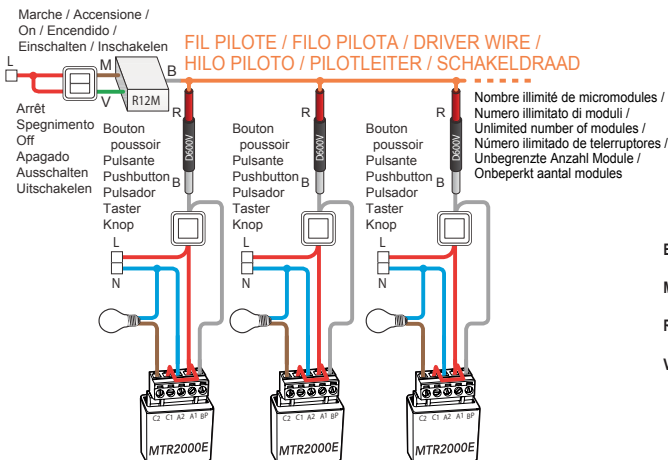 Marche / Accensione /
On / Encendido /
Einschalten / Inschakelen
L
M
V
R12M
B
Arrêt
Spegnimento
Off
Apagado
Ausschalten
Uitschakelen
FIL PILOTE / FILO PILOTA / DRIVER WIRE /
HILO PILOTO / PILOTLEITER / SCHAKELDRAAD
Nombre illimité de micromodules /
Numero illimitato di moduli /
Unlimited number of modules /
Número ilimitado de telerruptores /
Unbegrenzte Anzahl Module /
Onbeperkt aantal modules
R
D600V
B
Bouton
poussoir
Pulsante
Pushbutton
Pulsador
Taster
Knop
L
N
C2 C1 A2 A1 BP
MTR2000E
R
D600V
B
Bouton
poussoir
Pulsante
Pushbutton
Pulsador
Taster
Knop
L
N
C2 C1 A2 A1 BP
MTR2000E
R
D600V
B
Bouton
poussoir
Pulsante
Pushbutton
Pulsador
Taster
Knop
L
N
C2 C1 A2 A1 BP
MTR2000E